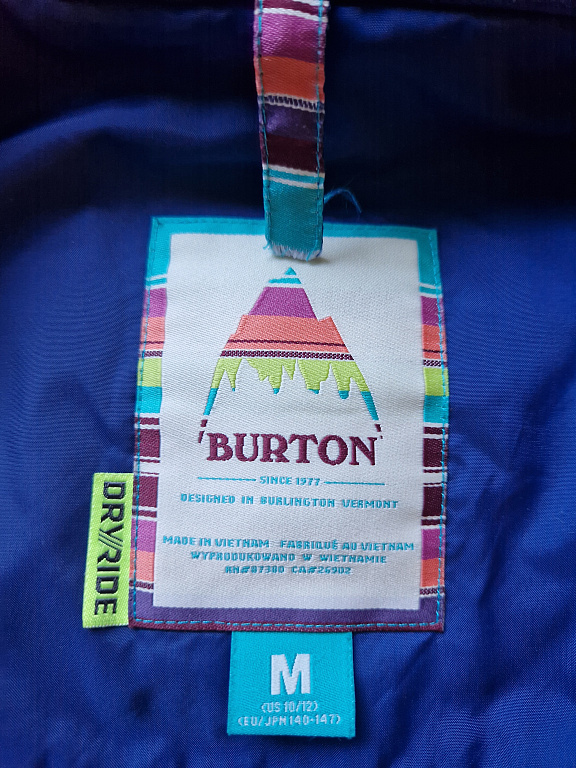 BURTON
SINCE 1977
DESIGNED IN BURLINGTON VERMONT
MADE IN VIETNAM FABRIQUÉ AU VIETNAM
WYPRODUKOWANO W WIETNAMIE
RN#87300 CA#26902
DRY//RIDE
M
(US 10/12)
(EU/JPN 140-147)